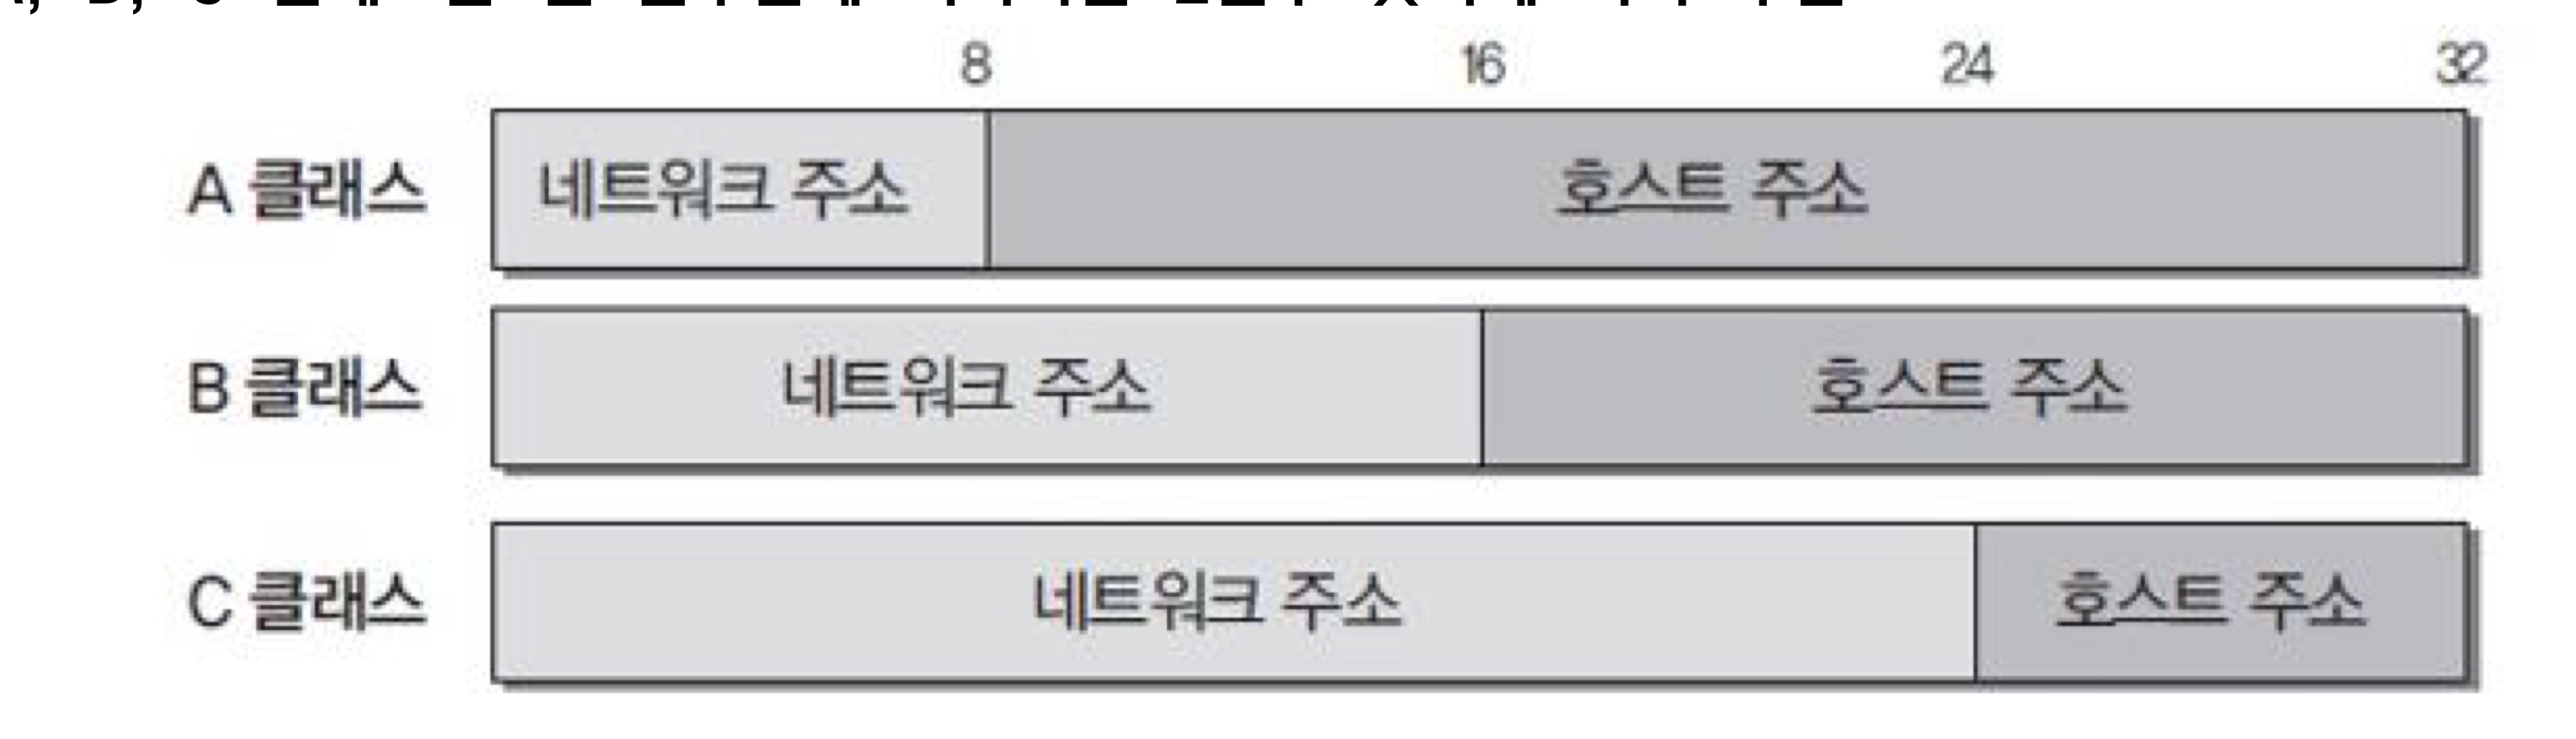 8 16 24 32
A 클래스 네트워크 주소 호스트 주소
B 클래스 네트워크 주소 호스트 주소
C 클래스 네트워크 주소 호스트 주소